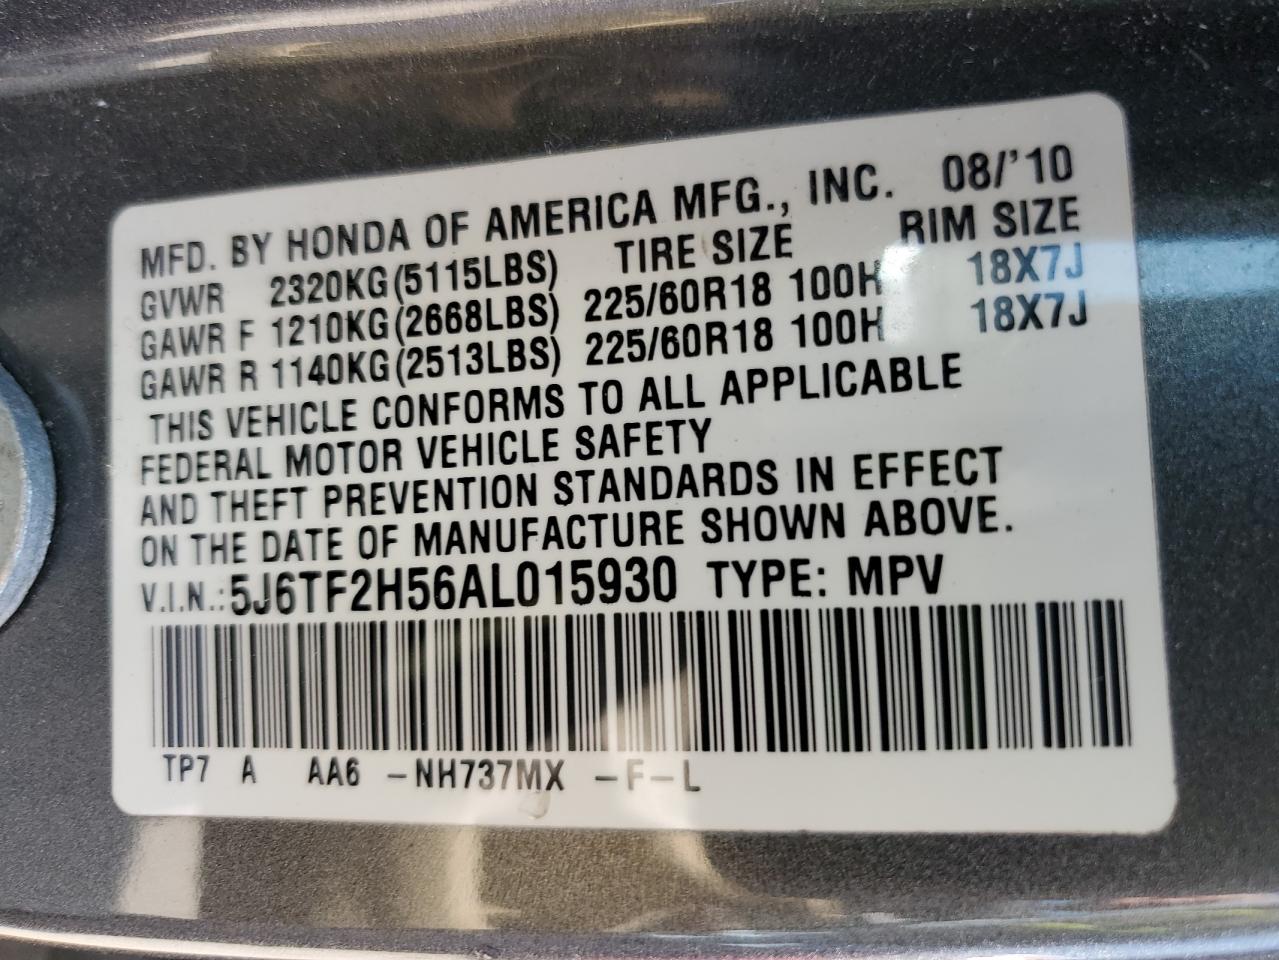 MFD. BY HONDA OF AMERICA MFG., INC. 08/'10
GVWR 2320KG(5115LBS) TIRE SIZE RIM SIZE
GAWR F 1210KG(2668LBS) 225/60R18 100H 18X7J
GAWR R 1140KG(2513LBS) 225/60R18 100H 18X7J
THIS VEHICLE CONFORMS TO ALL APPLICABLE
FEDERAL MOTOR VEHICLE SAFETY
AND THEFT PREVENTION STANDARDS IN EFFECT
ON THE DATE OF MANUFACTURE SHOWN ABOVE.
V.I.N.:5J6TF2H56AL015930 TYPE: MPV
TP7 A AA6 -NH737MX -F-L